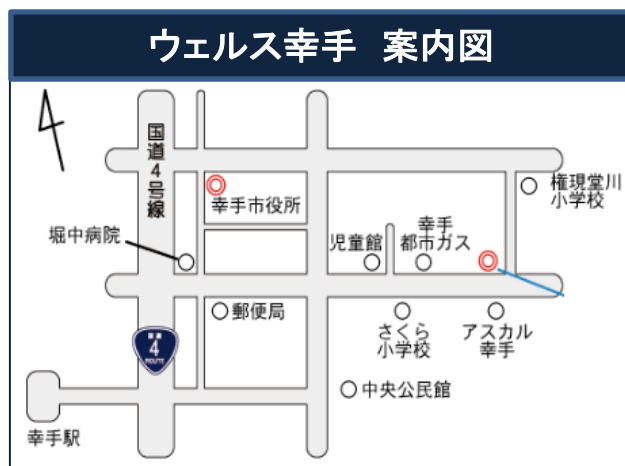 ウェルス幸手 案内図
国道4号線
幸手市役所
権現堂川
小学校
堀中病院
児童館
幸手
都市ガス
郵便局
さくら
小学校
アスカル
幸手
4
ROUTE
中央公民館
幸手駅